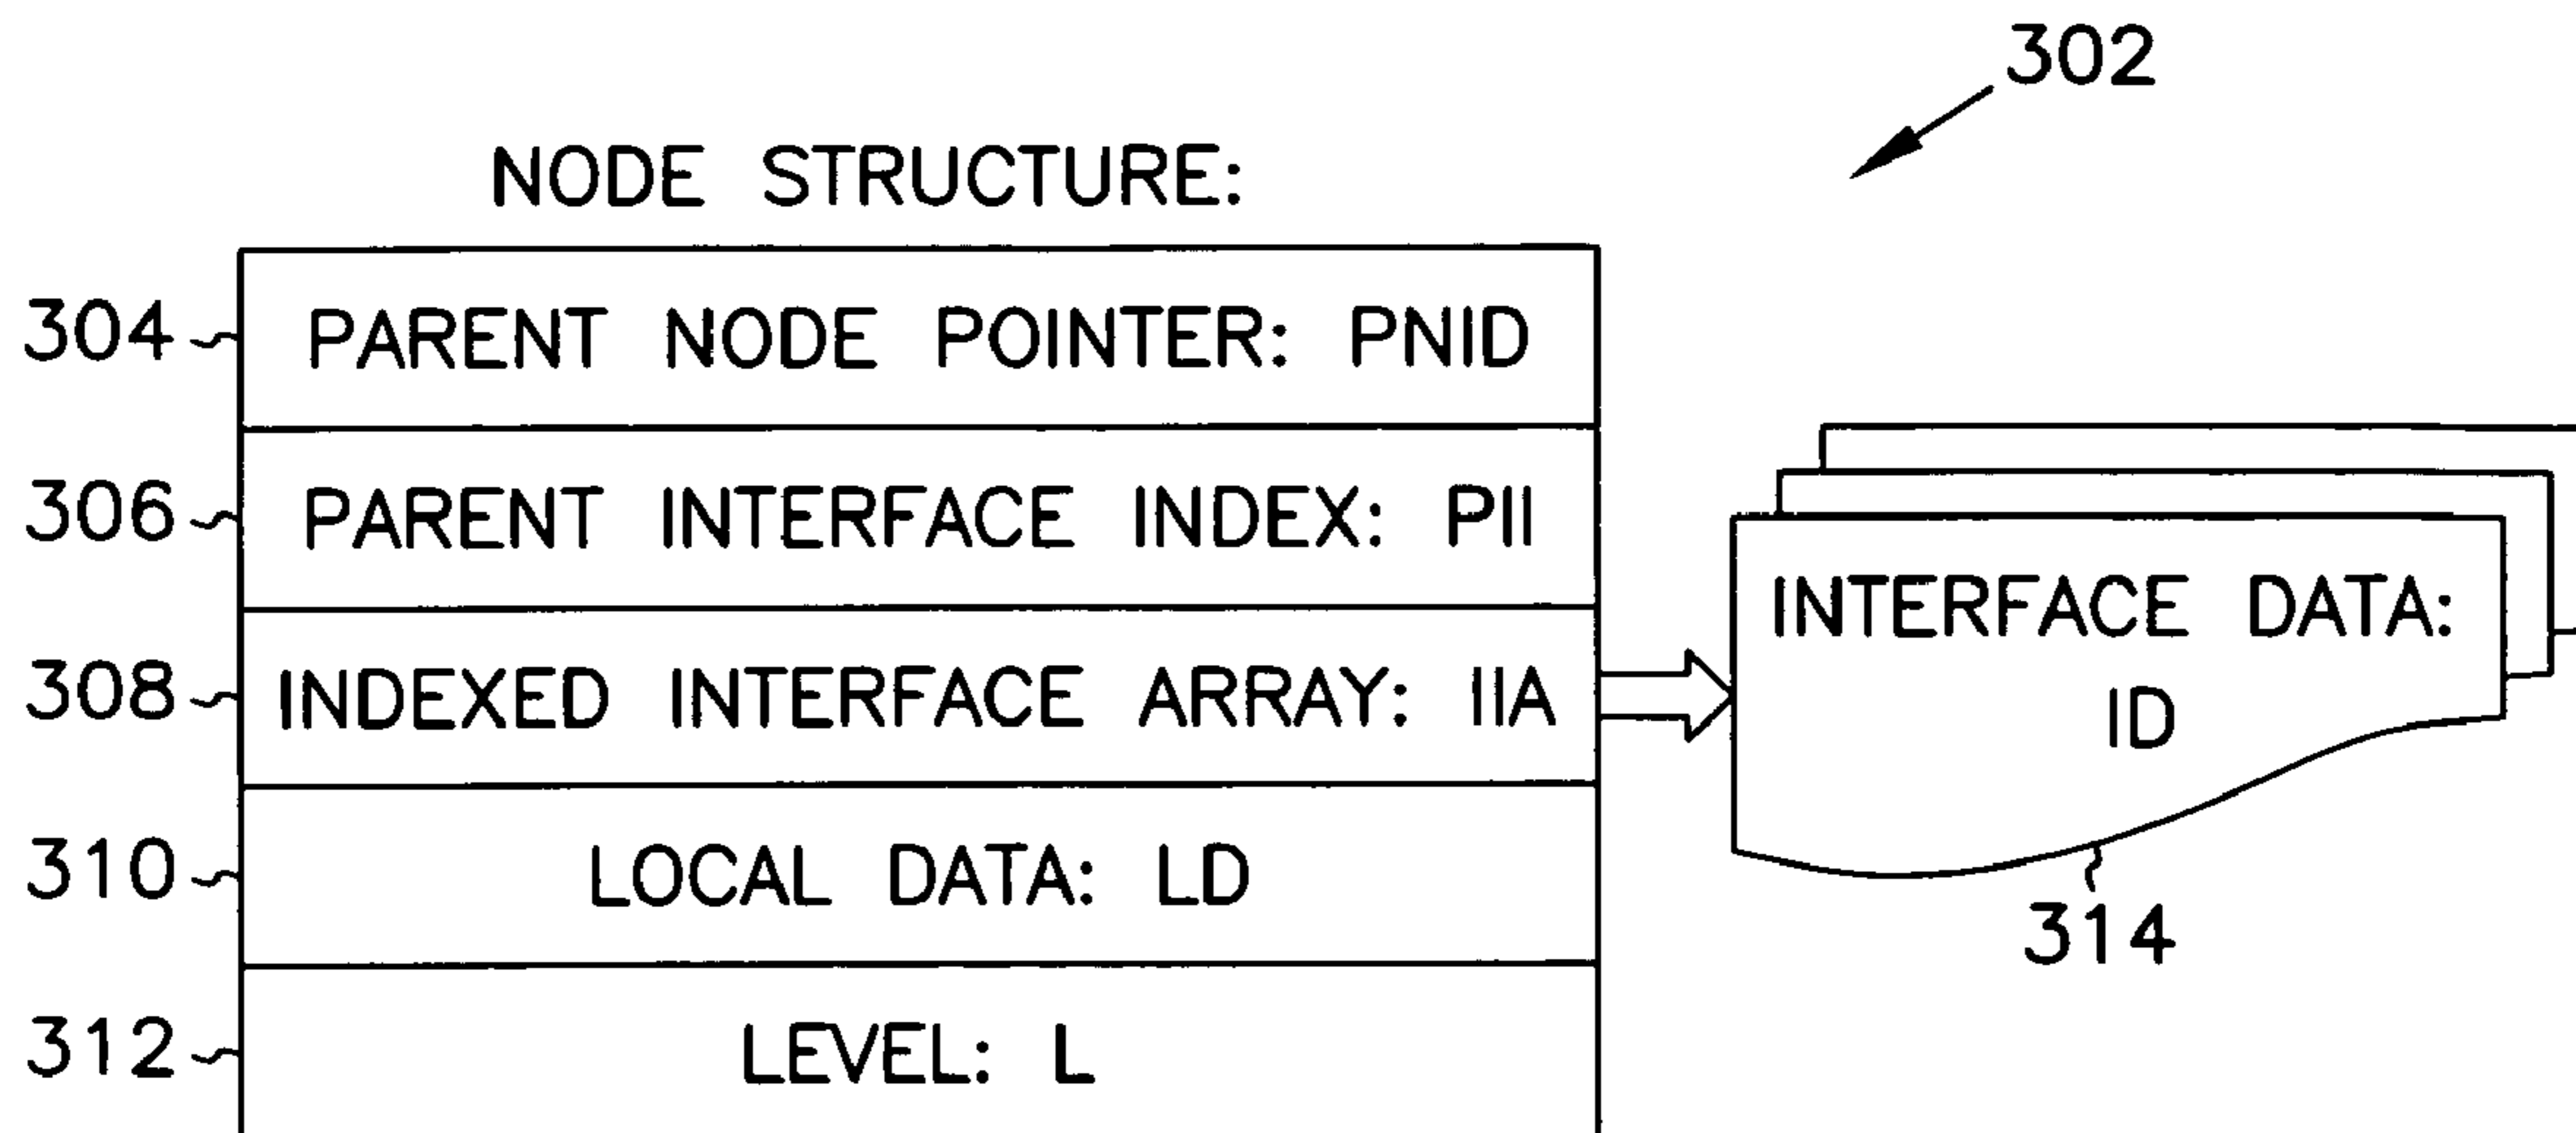 302
NODE STRUCTURE:
304
PARENT NODE POINTER: PNID
306
PARENT INTERFACE INDEX: PII
308
INDEXED INTERFACE ARRAY: IIA
INTERFACE DATA:
ID
310
LOCAL DATA: LD
314
312
LEVEL: L